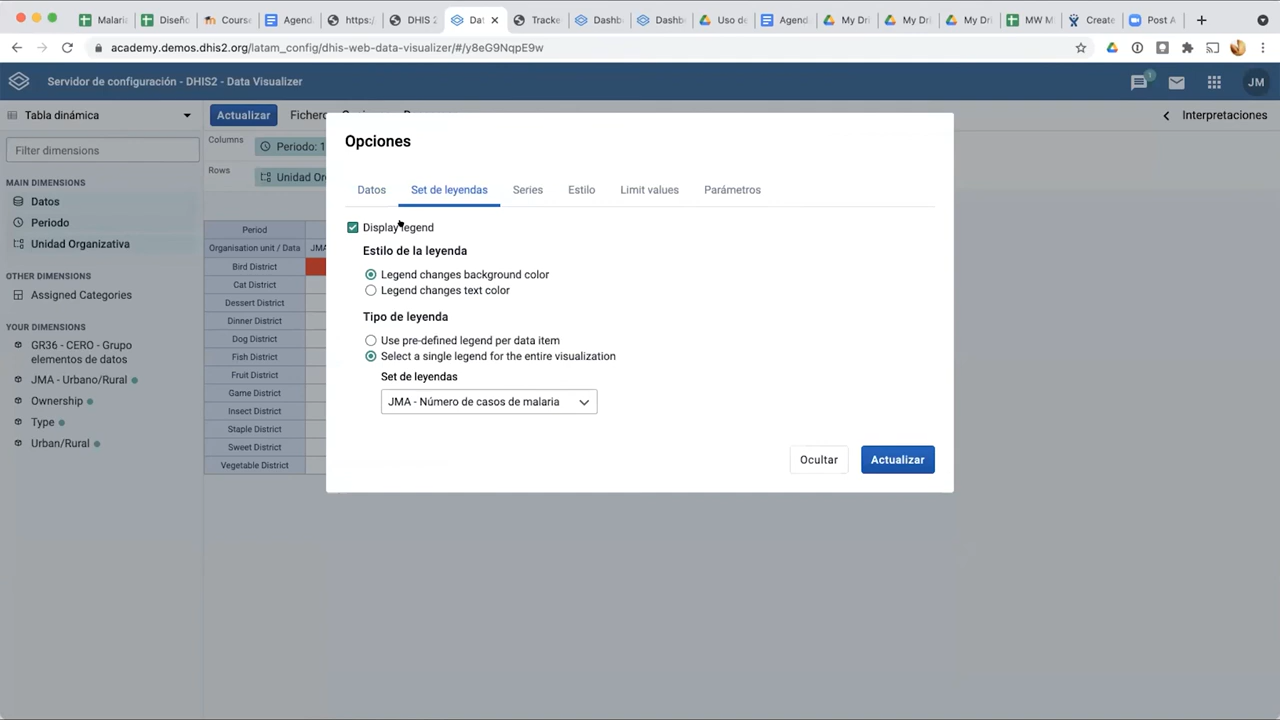 Malari
Diseñ
Course
Agend
https:/
DHIS 2
Dat
Tracke
Dashb
Dashbo
Uso de
Agend
My Dri
My Dri
My Dri
MW M
Create
Post A
academy.demos.dhis2.org/latam_config/dhis-web-data-visualizer/#/y8eG9NqpE9w
Servidor de configuración - DHIS2 - Data Visualizer
1
JM
Tabla dinámica
Actualizar
Fichero
Interpretaciones
Filter dimensions
MAIN DIMENSIONS
Datos
Periodo
Unidad Organizativa
OTHER DIMENSIONS
Assigned Categories
YOUR DIMENSIONS
GR36 - CERO - Grupo
elementos de datos
JMA - Urbano/Rural
Ownership
Type
Urban/Rural
Columns
Periodo: 1
Rows
Unidad Or
Period
Organisation unit / Data
JMA
Bird District
Cat District
Dessert District
Dinner District
Dog District
Fish District
Fruit District
Game District
Insect District
Staple District
Sweet District
Vegetable District
Opciones
Datos
Set de leyendas
Series
Estilo
Limit values
Parámetros
Display legend
Estilo de la leyenda
Legend changes background color
Legend changes text color
Tipo de leyenda
Use pre-defined legend per data item
Select a single legend for the entire visualization
Set de leyendas
JMA - Número de casos de malaria
Ocultar
Actualizar